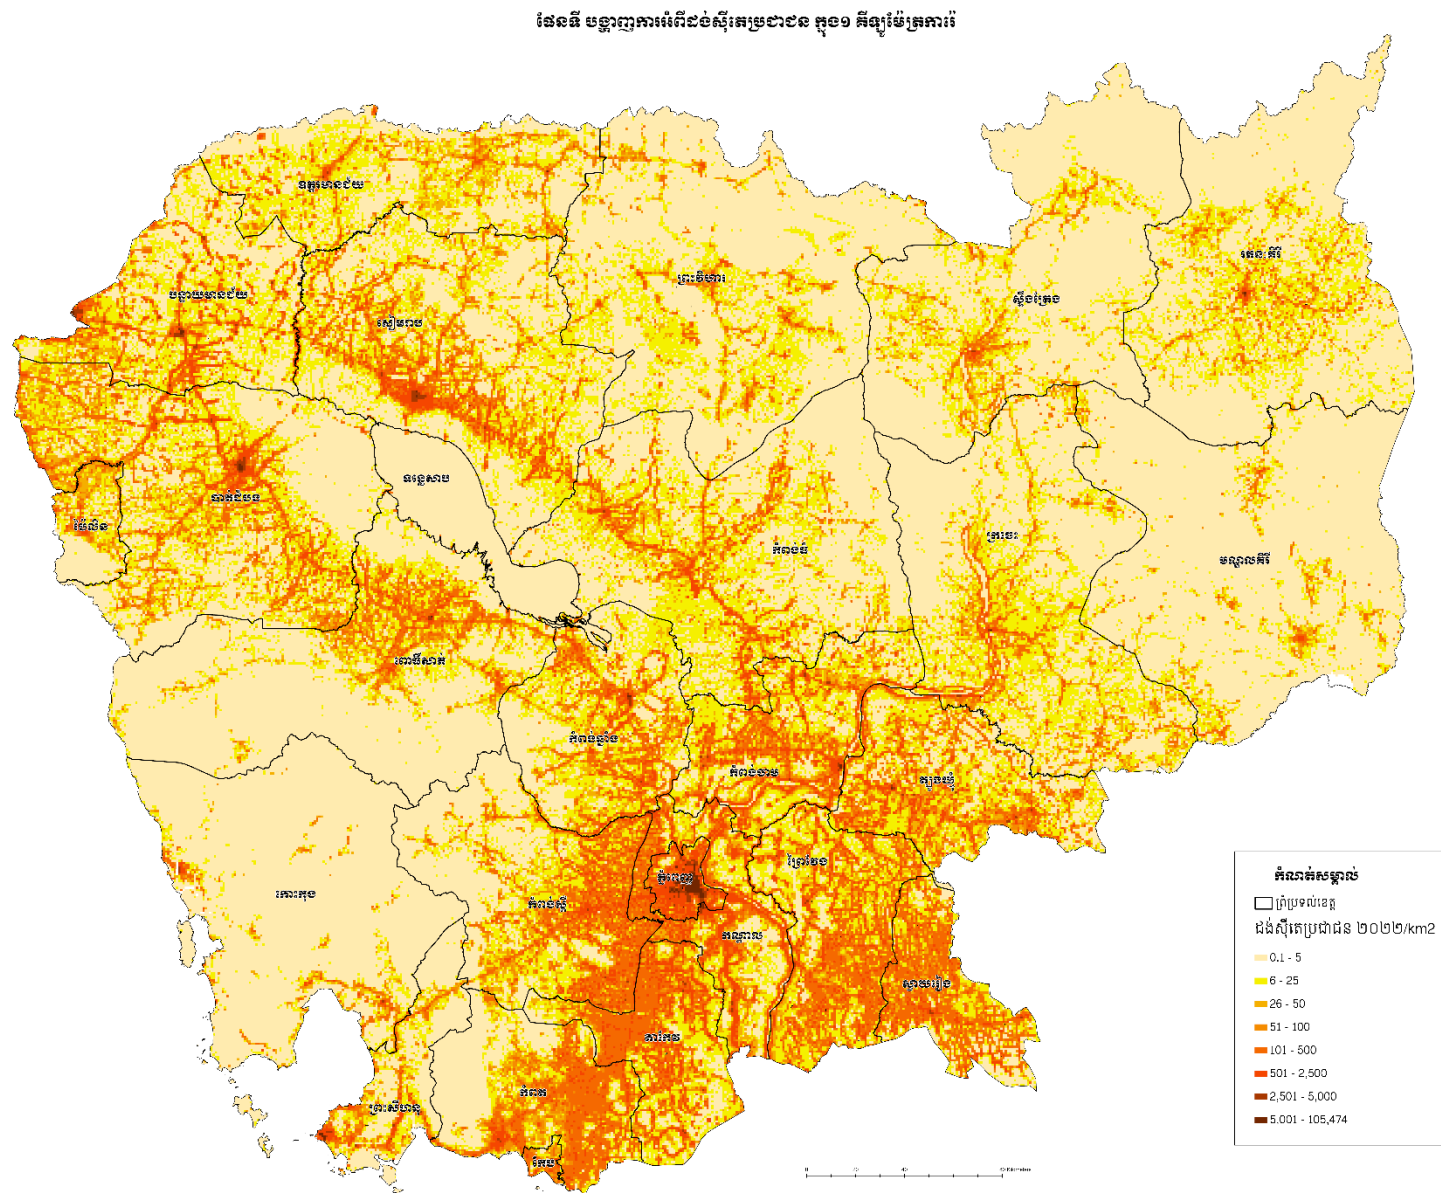 ផែនទី បង្ហាញការអំពីដង់ស៊ីតេប្រជាជន ក្នុង១ គីឡូម៉ែត្រការ៉េ
ឧត្តរមានជ័យ
រតនៈគិរី
ព្រះវិហារ
បន្ទាយមានជ័យ
ស្ទឹងត្រែង
សៀមរាប
ទន្លេសាប
បាត់ដំបង
ប៉ៃលិន
ក្រចេះ
កំពង់ធំ
មណ្ឌលគិរី
ពោធិ៍សាត់
កំពង់ឆ្នាំង
កំពង់ចាម
ត្បូងឃ្មុំ
ព្រៃវែង
ភ្នំពេញ
កោះកុង
កំពង់ស្ពឺ
កណ្តាល
ស្វាយរៀង
តាកែវ
កំពត
ព្រះសីហនុ
កែប
កំណត់សម្គាល់
ព្រំប្រទល់ខេត្ត
ដង់ស៊ីតេប្រជាជន ២០២២/km2
0.1 - 5
6 - 25
26 - 50
51 - 100
101 - 500
501 - 2,500
2,501 - 5,000
5,001 - 105,474